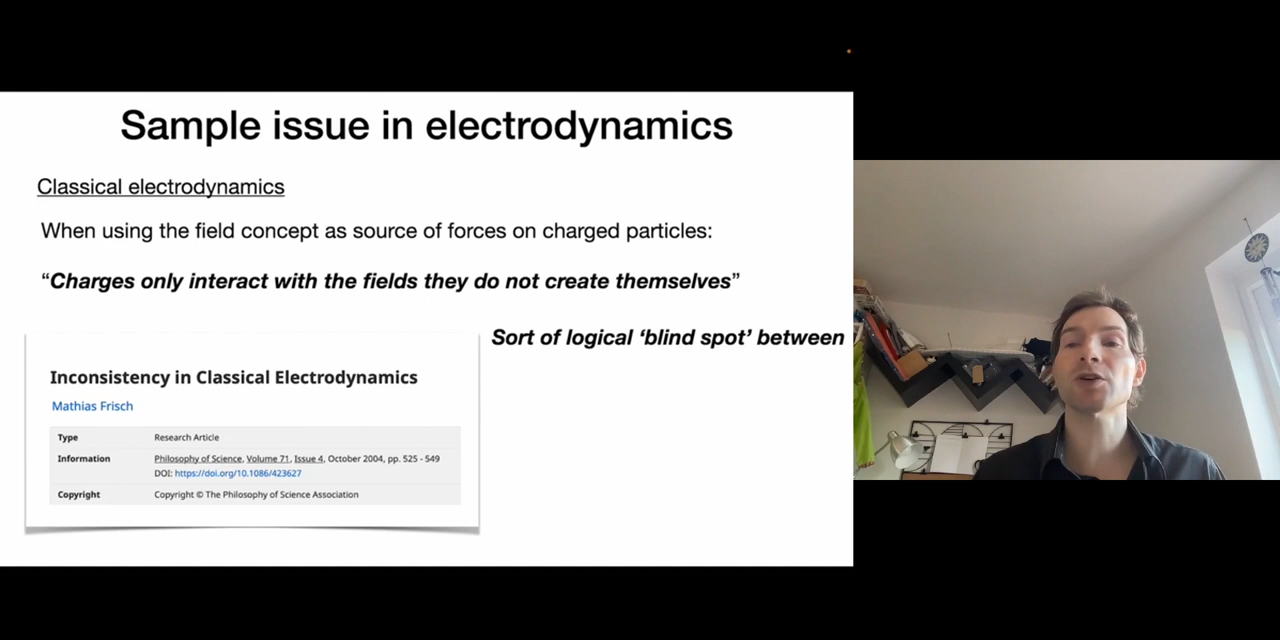 Sample issue in electrodynamics
Classical electrodynamics
When using the field concept as source of forces on charged particles:
“Charges only interact with the fields they do not create themselves”
Sort of logical ‘blind spot’ between
Inconsistency in Classical Electrodynamics
Mathias Frisch
Type Research Article
Information Philosophy of Science, Volume 71, Issue 4, October 2004, pp. 525 - 549
DOI: https://doi.org/10.1086/423627
Copyright Copyright © The Philosophy of Science Association